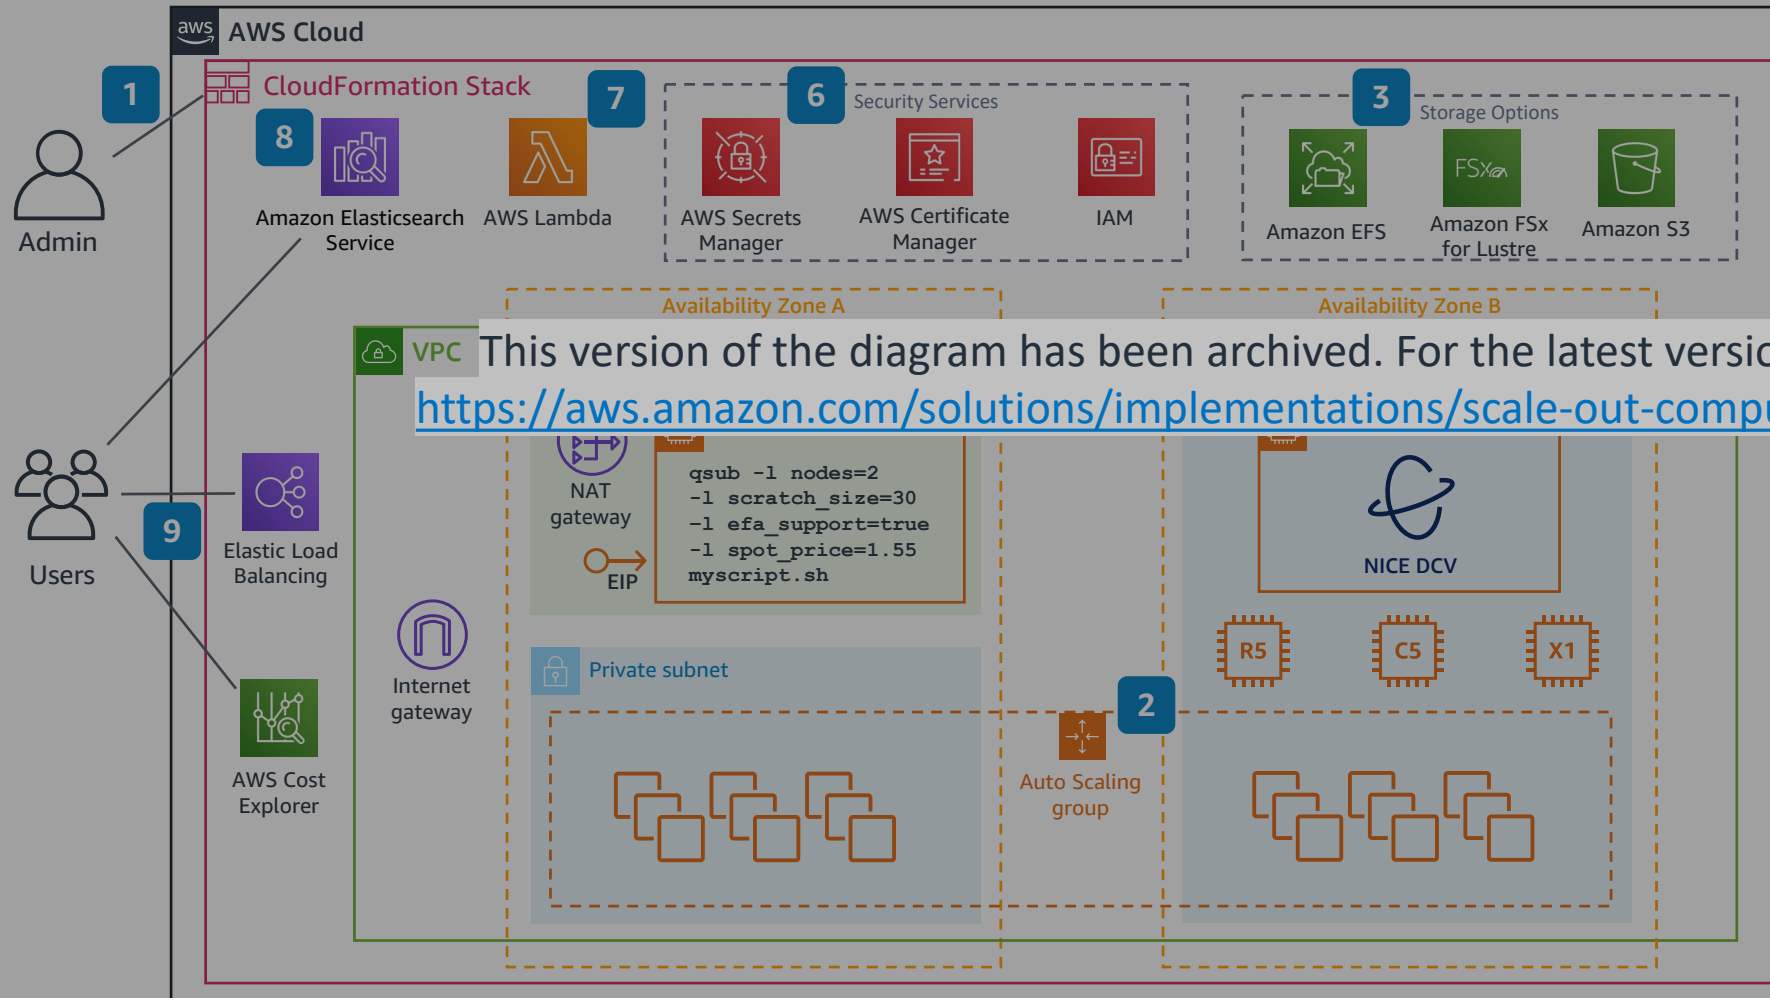 aws AWS Cloud
1
CloudFormation Stack
8
7
6
Security Services
3
Storage Options
FSx
Admin
Amazon Elasticsearch
Service
AWS Lambda
AWS Secrets
Manager
AWS Certificate
Manager
IAM
Amazon EFS
Amazon FSx
for Lustre
Amazon S3
Availability Zone A
Availability Zone B
VPC
This version of the diagram has been archived. For the latest versio
https://aws.amazon.com/solutions/implementations/scale-out-compu
NAT
gateway
EIP
qsub -l nodes=2
-l scratch_size=30
-l efa_support=true
-l spot_price=1.55
myscript.sh
NICE DCV
Users
9
Elastic Load
Balancing
Internet
gateway
AWS Cost
Explorer
Private subnet
R5
C5
X1
2
Auto Scaling
group